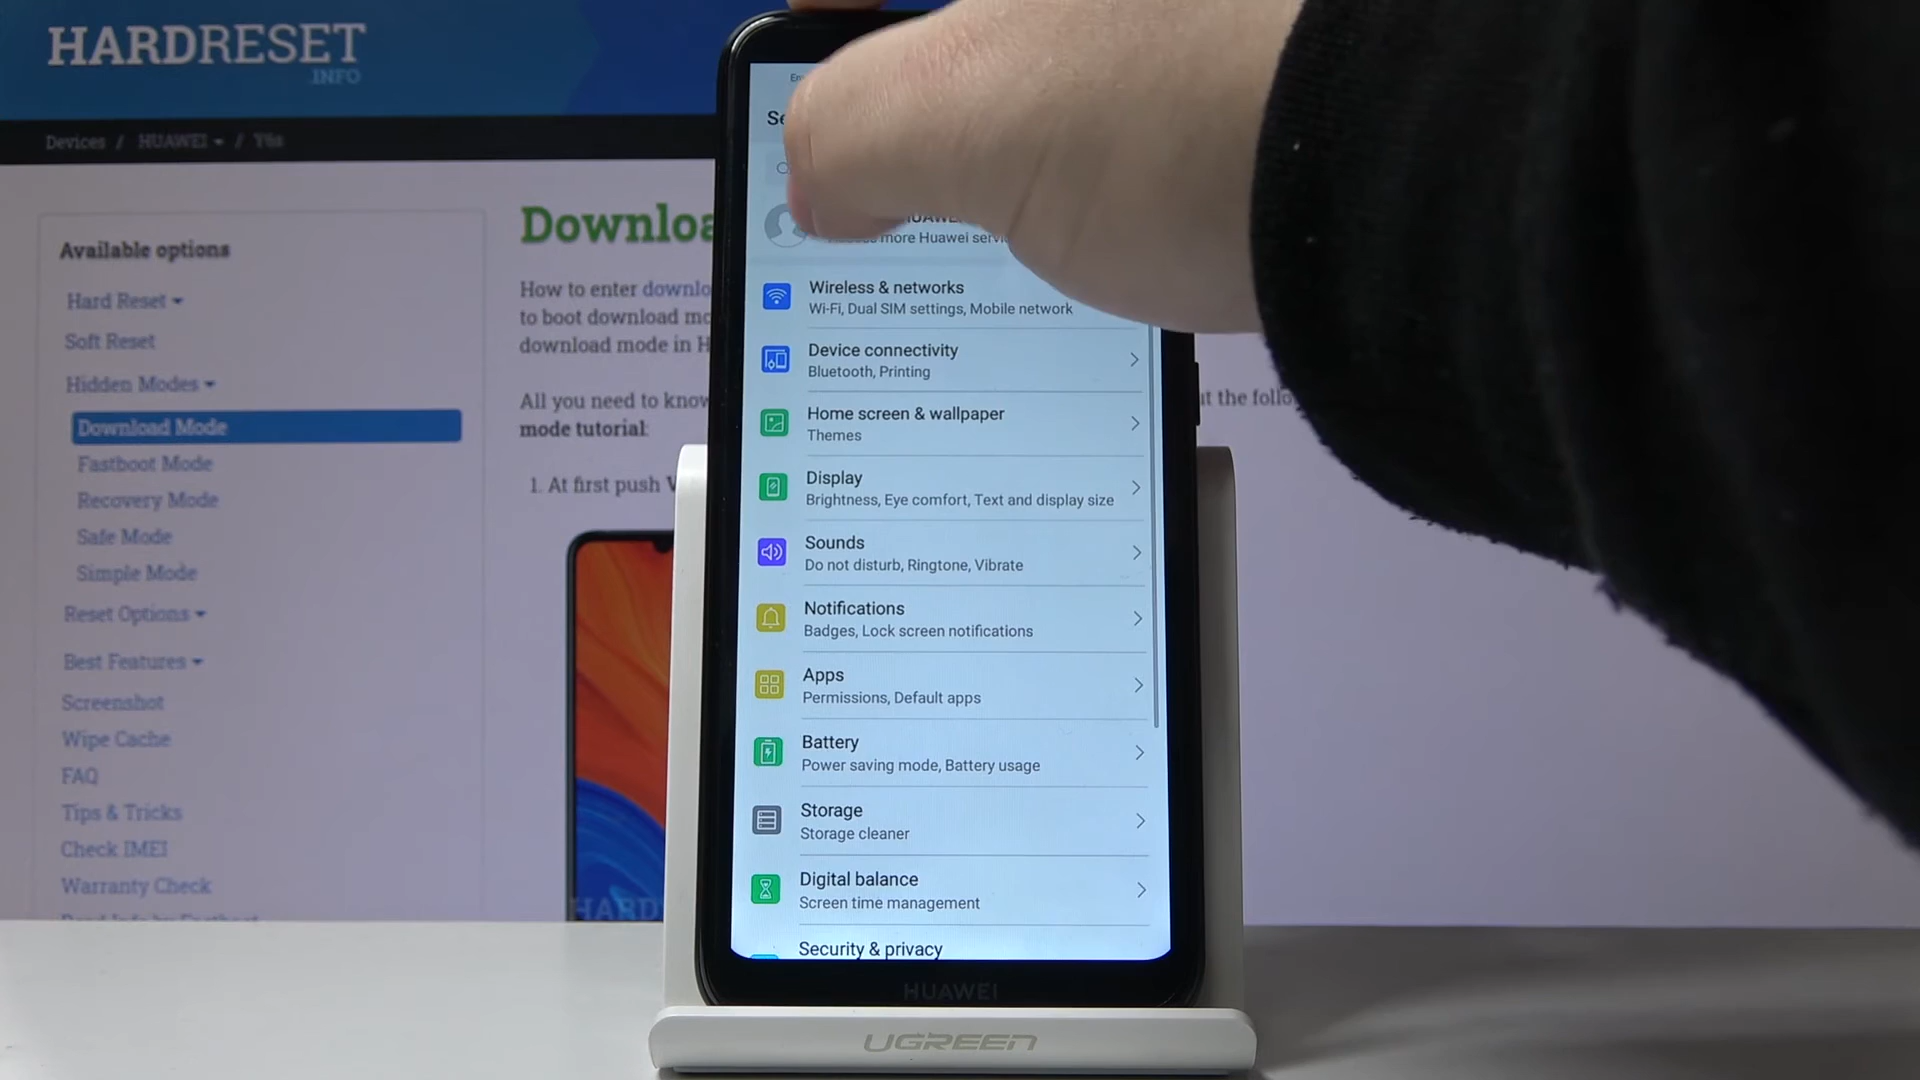 HARDRESET
.INFO
Devices / HUAWEI / Y6s
Available options
Hard Reset
Soft Reset
Hidden Modes
Download Mode
Fastboot Mode
Recovery Mode
Safe Mode
Simple Mode
Reset Options
Best Features
Screenshot
Wipe Cache
FAQ
Tips & Tricks
Check IMEI
Warranty Check
Downloa
How to enter downlo
to boot download mo
download mode in H
All you need to know
it the follo
mode tutorial:
1. At first push V
HARD
Se
HUAWEI
more Huawei servi
Wireless & networks
Wi-Fi, Dual SIM settings, Mobile network
Device connectivity
Bluetooth, Printing
Home screen & wallpaper
Themes
Display
Brightness, Eye comfort, Text and display size
Sounds
Do not disturb, Ringtone, Vibrate
Notifications
Badges, Lock screen notifications
Apps
Permissions, Default apps
Battery
Power saving mode, Battery usage
Storage
Storage cleaner
Digital balance
Screen time management
Security & privacy
HUAWEI
UGREEN